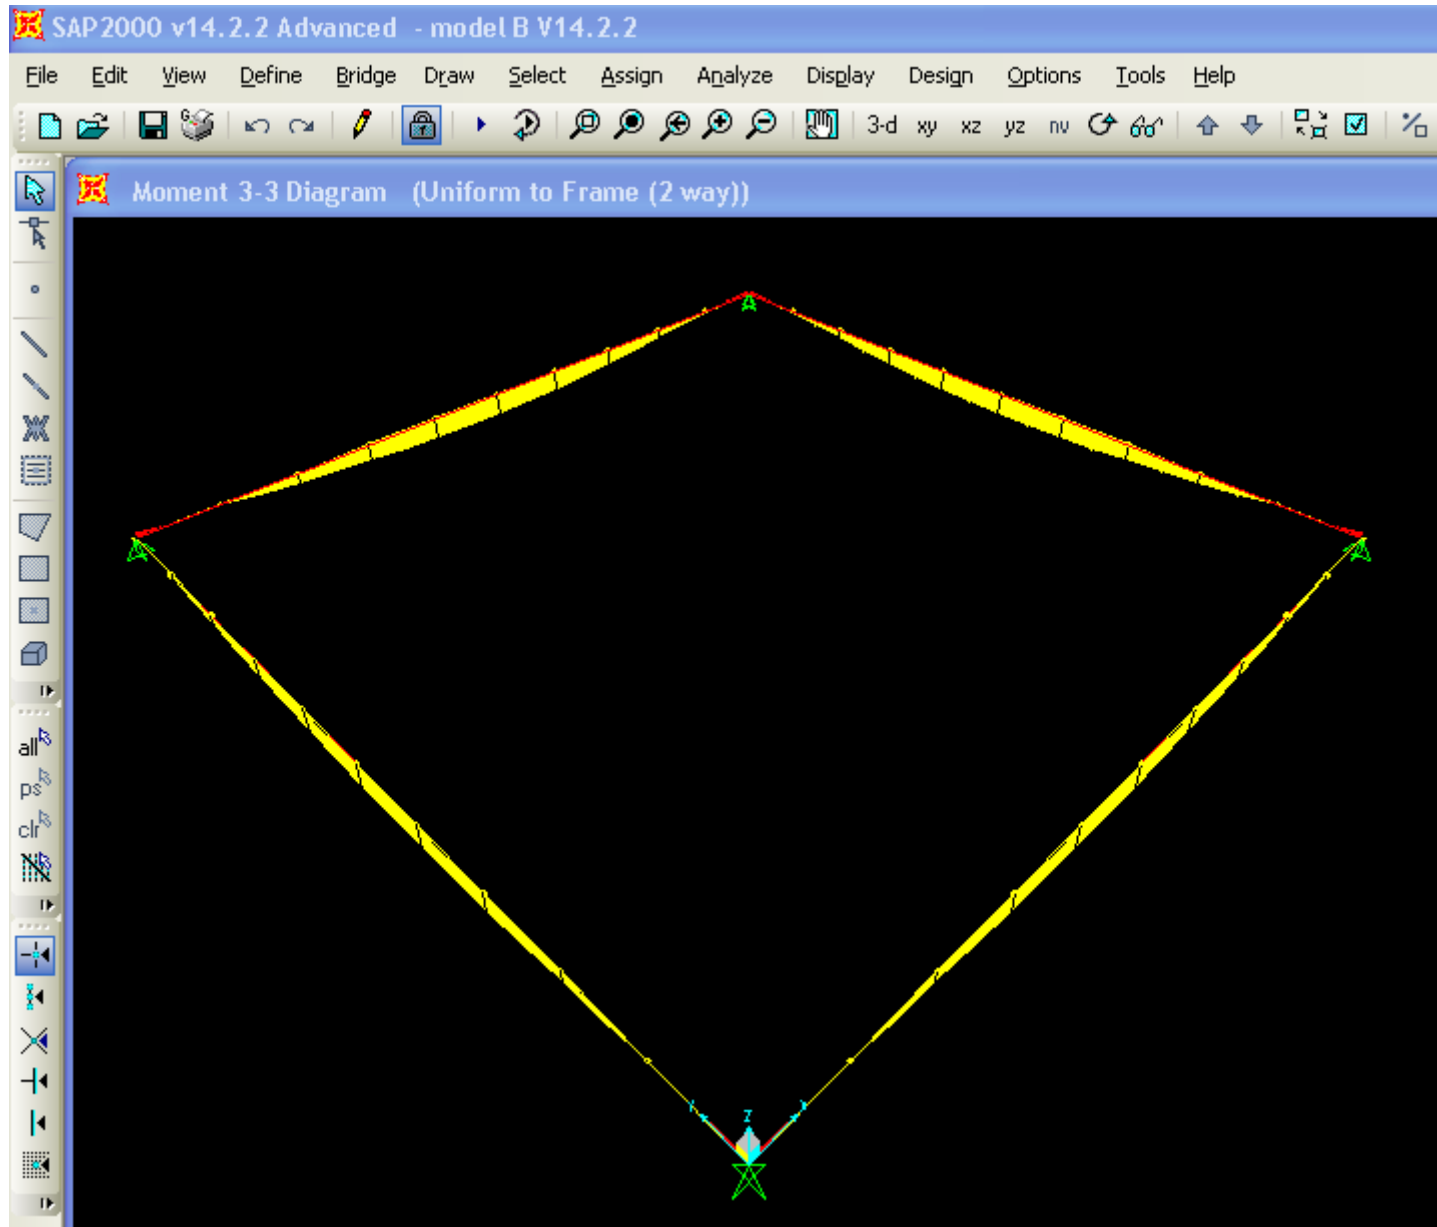 SAP2000 v14.2.2 Advanced - model B V14.2.2
File Edit View Define Bridge Draw Select Assign Analyze Display Design Options Tools Help
3-d xy xz yz nv
Moment 3-3 Diagram (Uniform to Frame (2 way))
all
ps
clr
Z